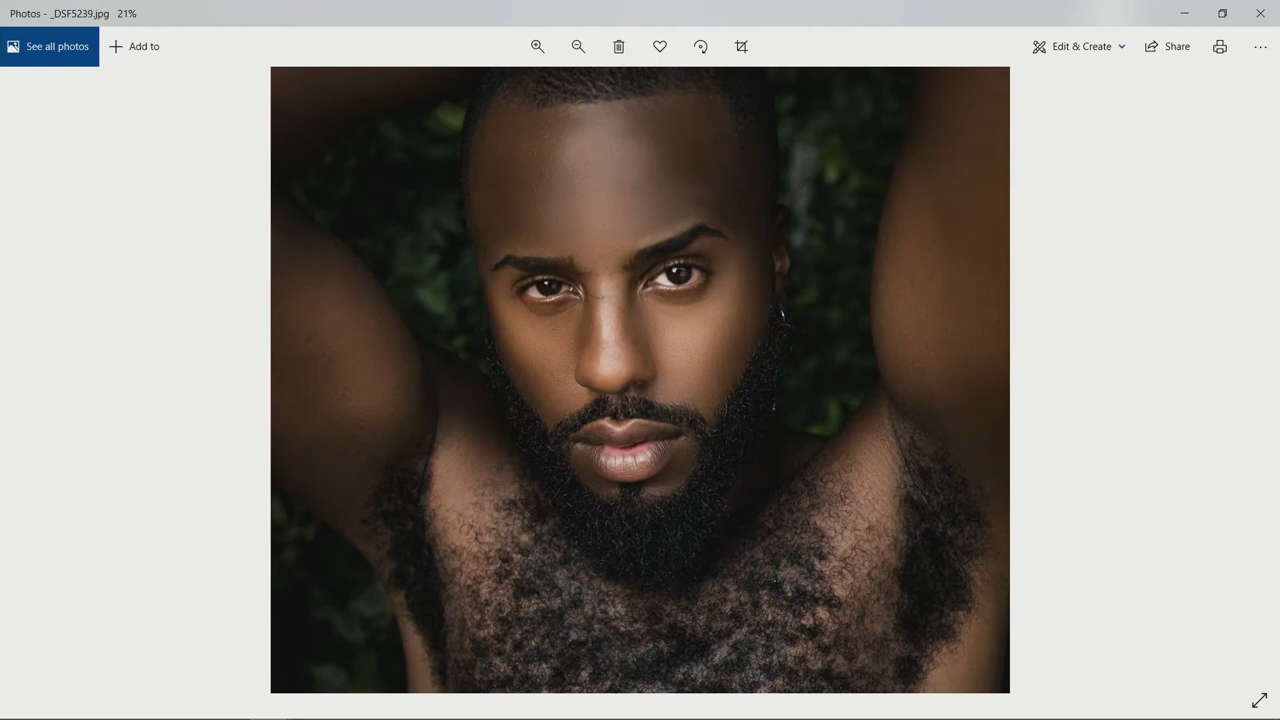 Photos - _DSF5239.jpg 21%
See all photos
Add to
Edit & Create
Share